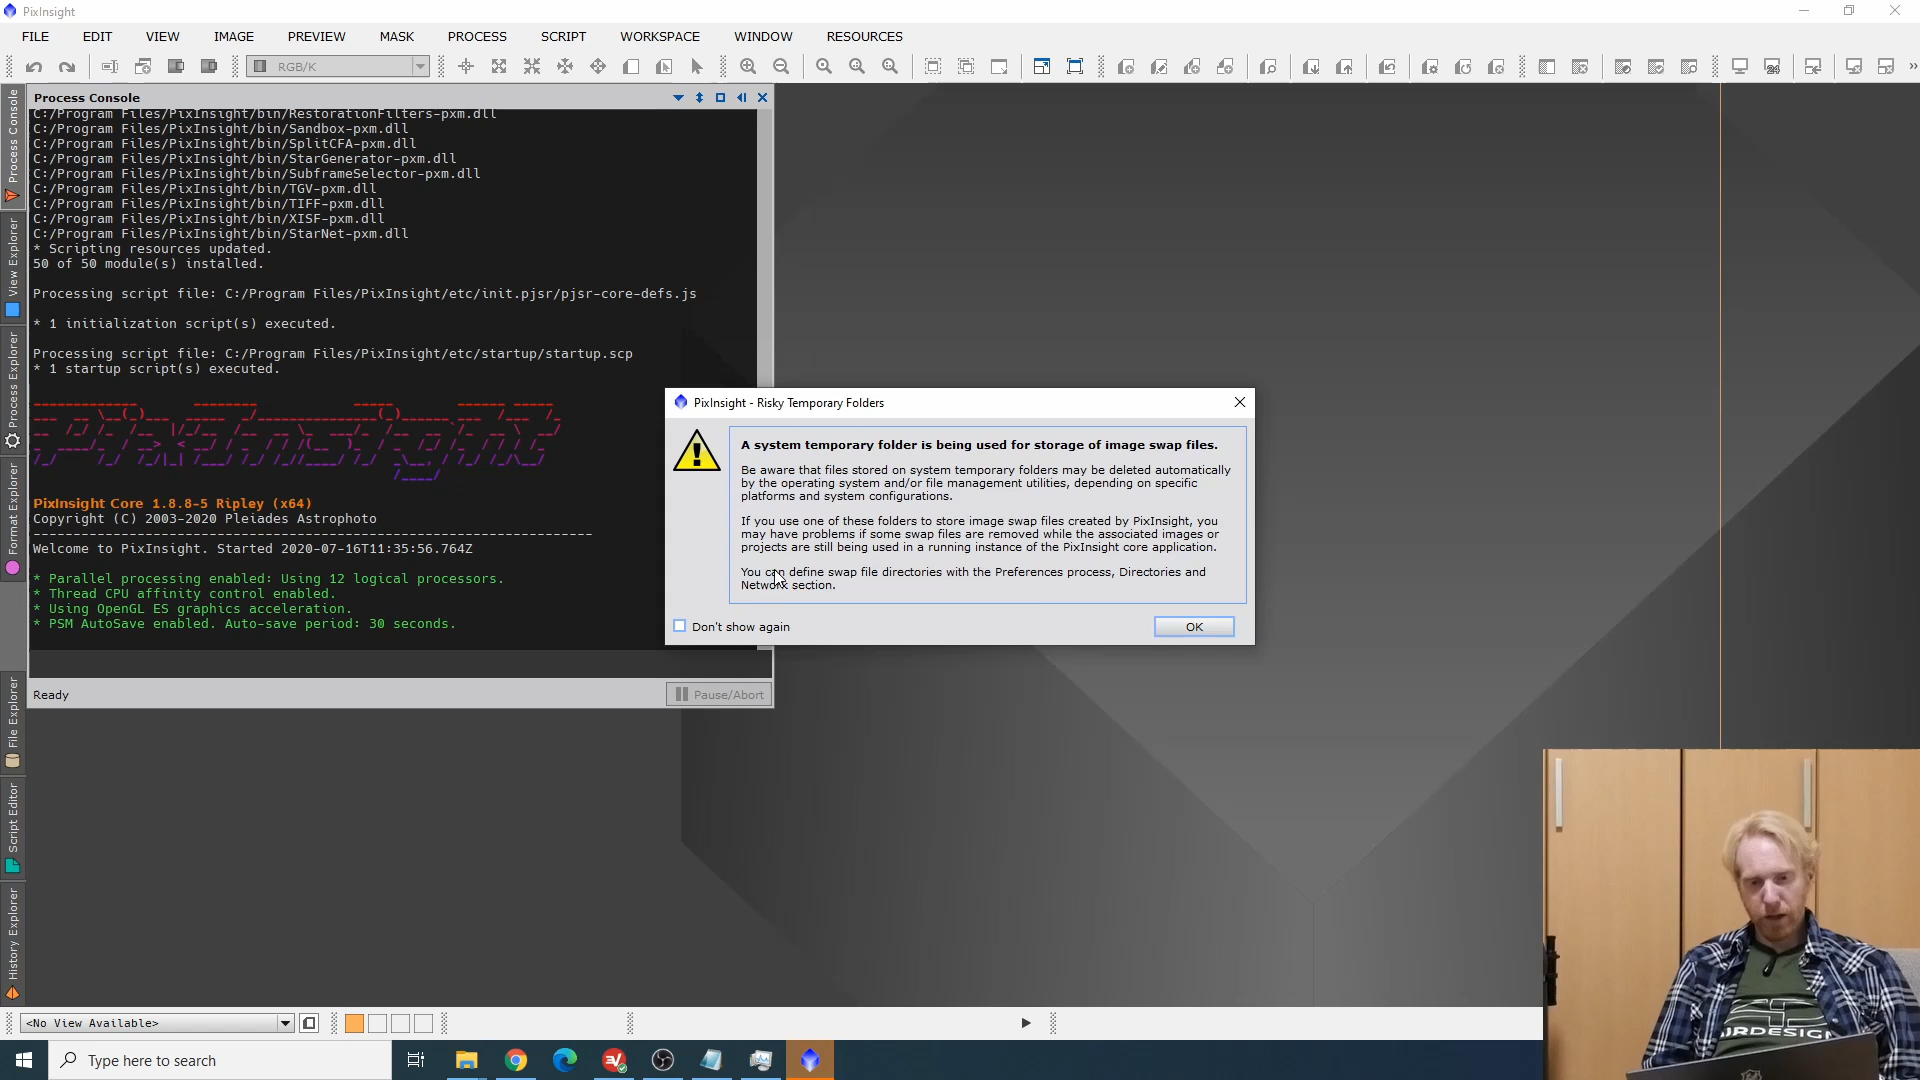 PixInsight
FILE EDIT VIEW IMAGE PREVIEW MASK PROCESS SCRIPT WORKSPACE WINDOW RESOURCES
RGB/K
24
Process Console
Process Console
View Explorer
Process Explorer
Format Explorer
File Explorer
Script Editor
History Explorer
C:/Program Files/PixInsight/bin/RestorationFilters-pxm.dll
C:/Program Files/PixInsight/bin/Sandbox-pxm.dll
C:/Program Files/PixInsight/bin/SplitCFA-pxm.dll
C:/Program Files/PixInsight/bin/StarGenerator-pxm.dll
C:/Program Files/PixInsight/bin/SubframeSelector-pxm.dll
C:/Program Files/PixInsight/bin/TGV-pxm.dll
C:/Program Files/PixInsight/bin/TIFF-pxm.dll
C:/Program Files/PixInsight/bin/XISF-pxm.dll
C:/Program Files/PixInsight/bin/StarNet-pxm.dll
* Scripting resources updated.
50 of 50 module(s) installed.
Processing script file: C:/Program Files/PixInsight/etc/init.pjsr/pjsr-core-defs.js
* 1 initialization script(s) executed.
Processing script file: C:/Program Files/PixInsight/etc/startup/startup.scp
* 1 startup script(s) executed.
PixInsight
PixInsight Core 1.8.8-5 Ripley (x64)
Copyright (C) 2003-2020 Pleiades Astrophoto
Welcome to PixInsight. Started 2020-07-16T11:35:56.764Z
* Parallel processing enabled: Using 12 logical processors.
* Thread CPU affinity control enabled.
* Using OpenGL ES graphics acceleration.
* PSM AutoSave enabled. Auto-save period: 30 seconds.
Ready
Pause/Abort
PixInsight - Risky Temporary Folders
A system temporary folder is being used for storage of image swap files.
Be aware that files stored on system temporary folders may be deleted automatically
by the operating system and/or file management utilities, depending on specific
platforms and system configurations.
If you use one of these folders to store image swap files created by PixInsight, you
may have problems if some swap files are removed while the associated images or
projects are still being used in a running instance of the PixInsight core application.
You can define swap file directories with the Preferences process, Directories and
Network section.
Don't show again
OK
<No View Available>
Type here to search